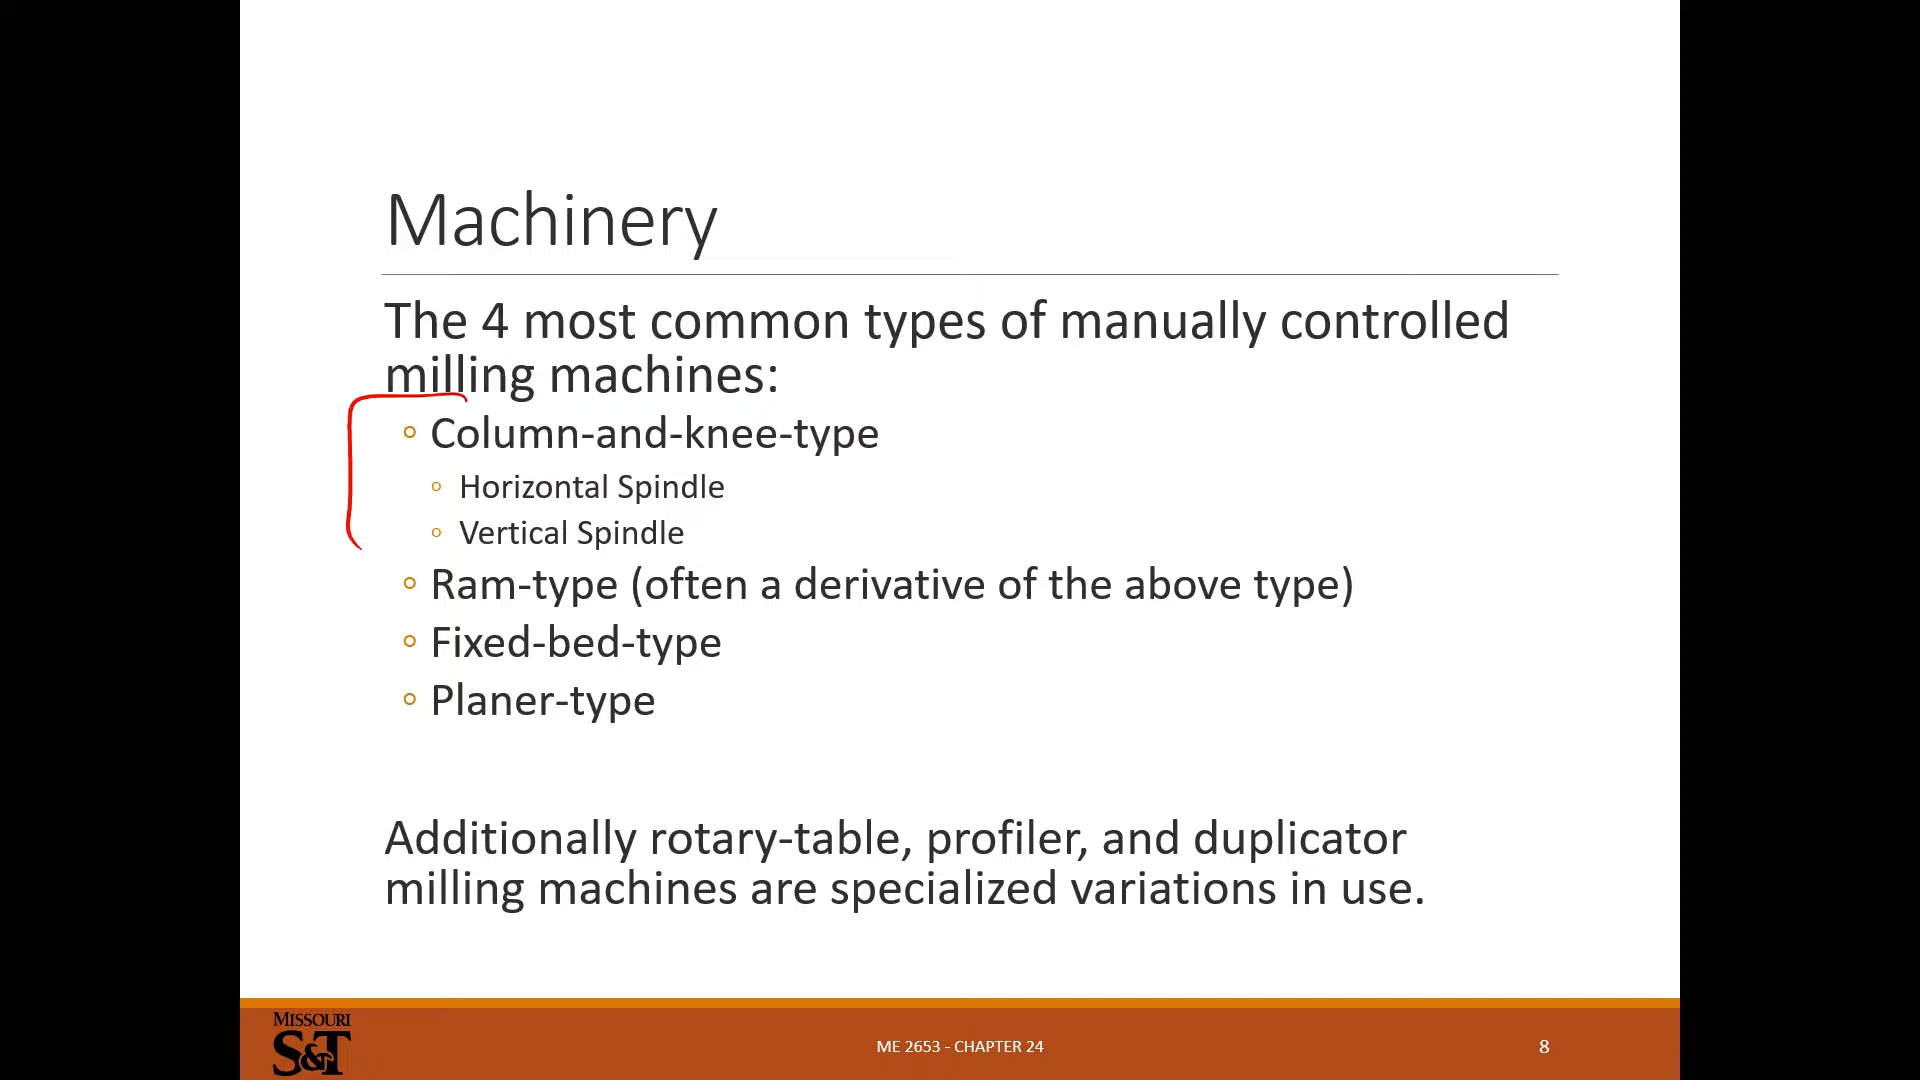 Machinery
The 4 most common types of manually controlled
milling machines:
Column-and-knee-type
Horizontal Spindle
Vertical Spindle
Ram-type (often a derivative of the above type)
Fixed-bed-type
Planer-type
Additionally rotary-table, profiler, and duplicator
milling machines are specialized variations in use.
MISSOURI
S&T
ME 2653 - CHAPTER 24
8